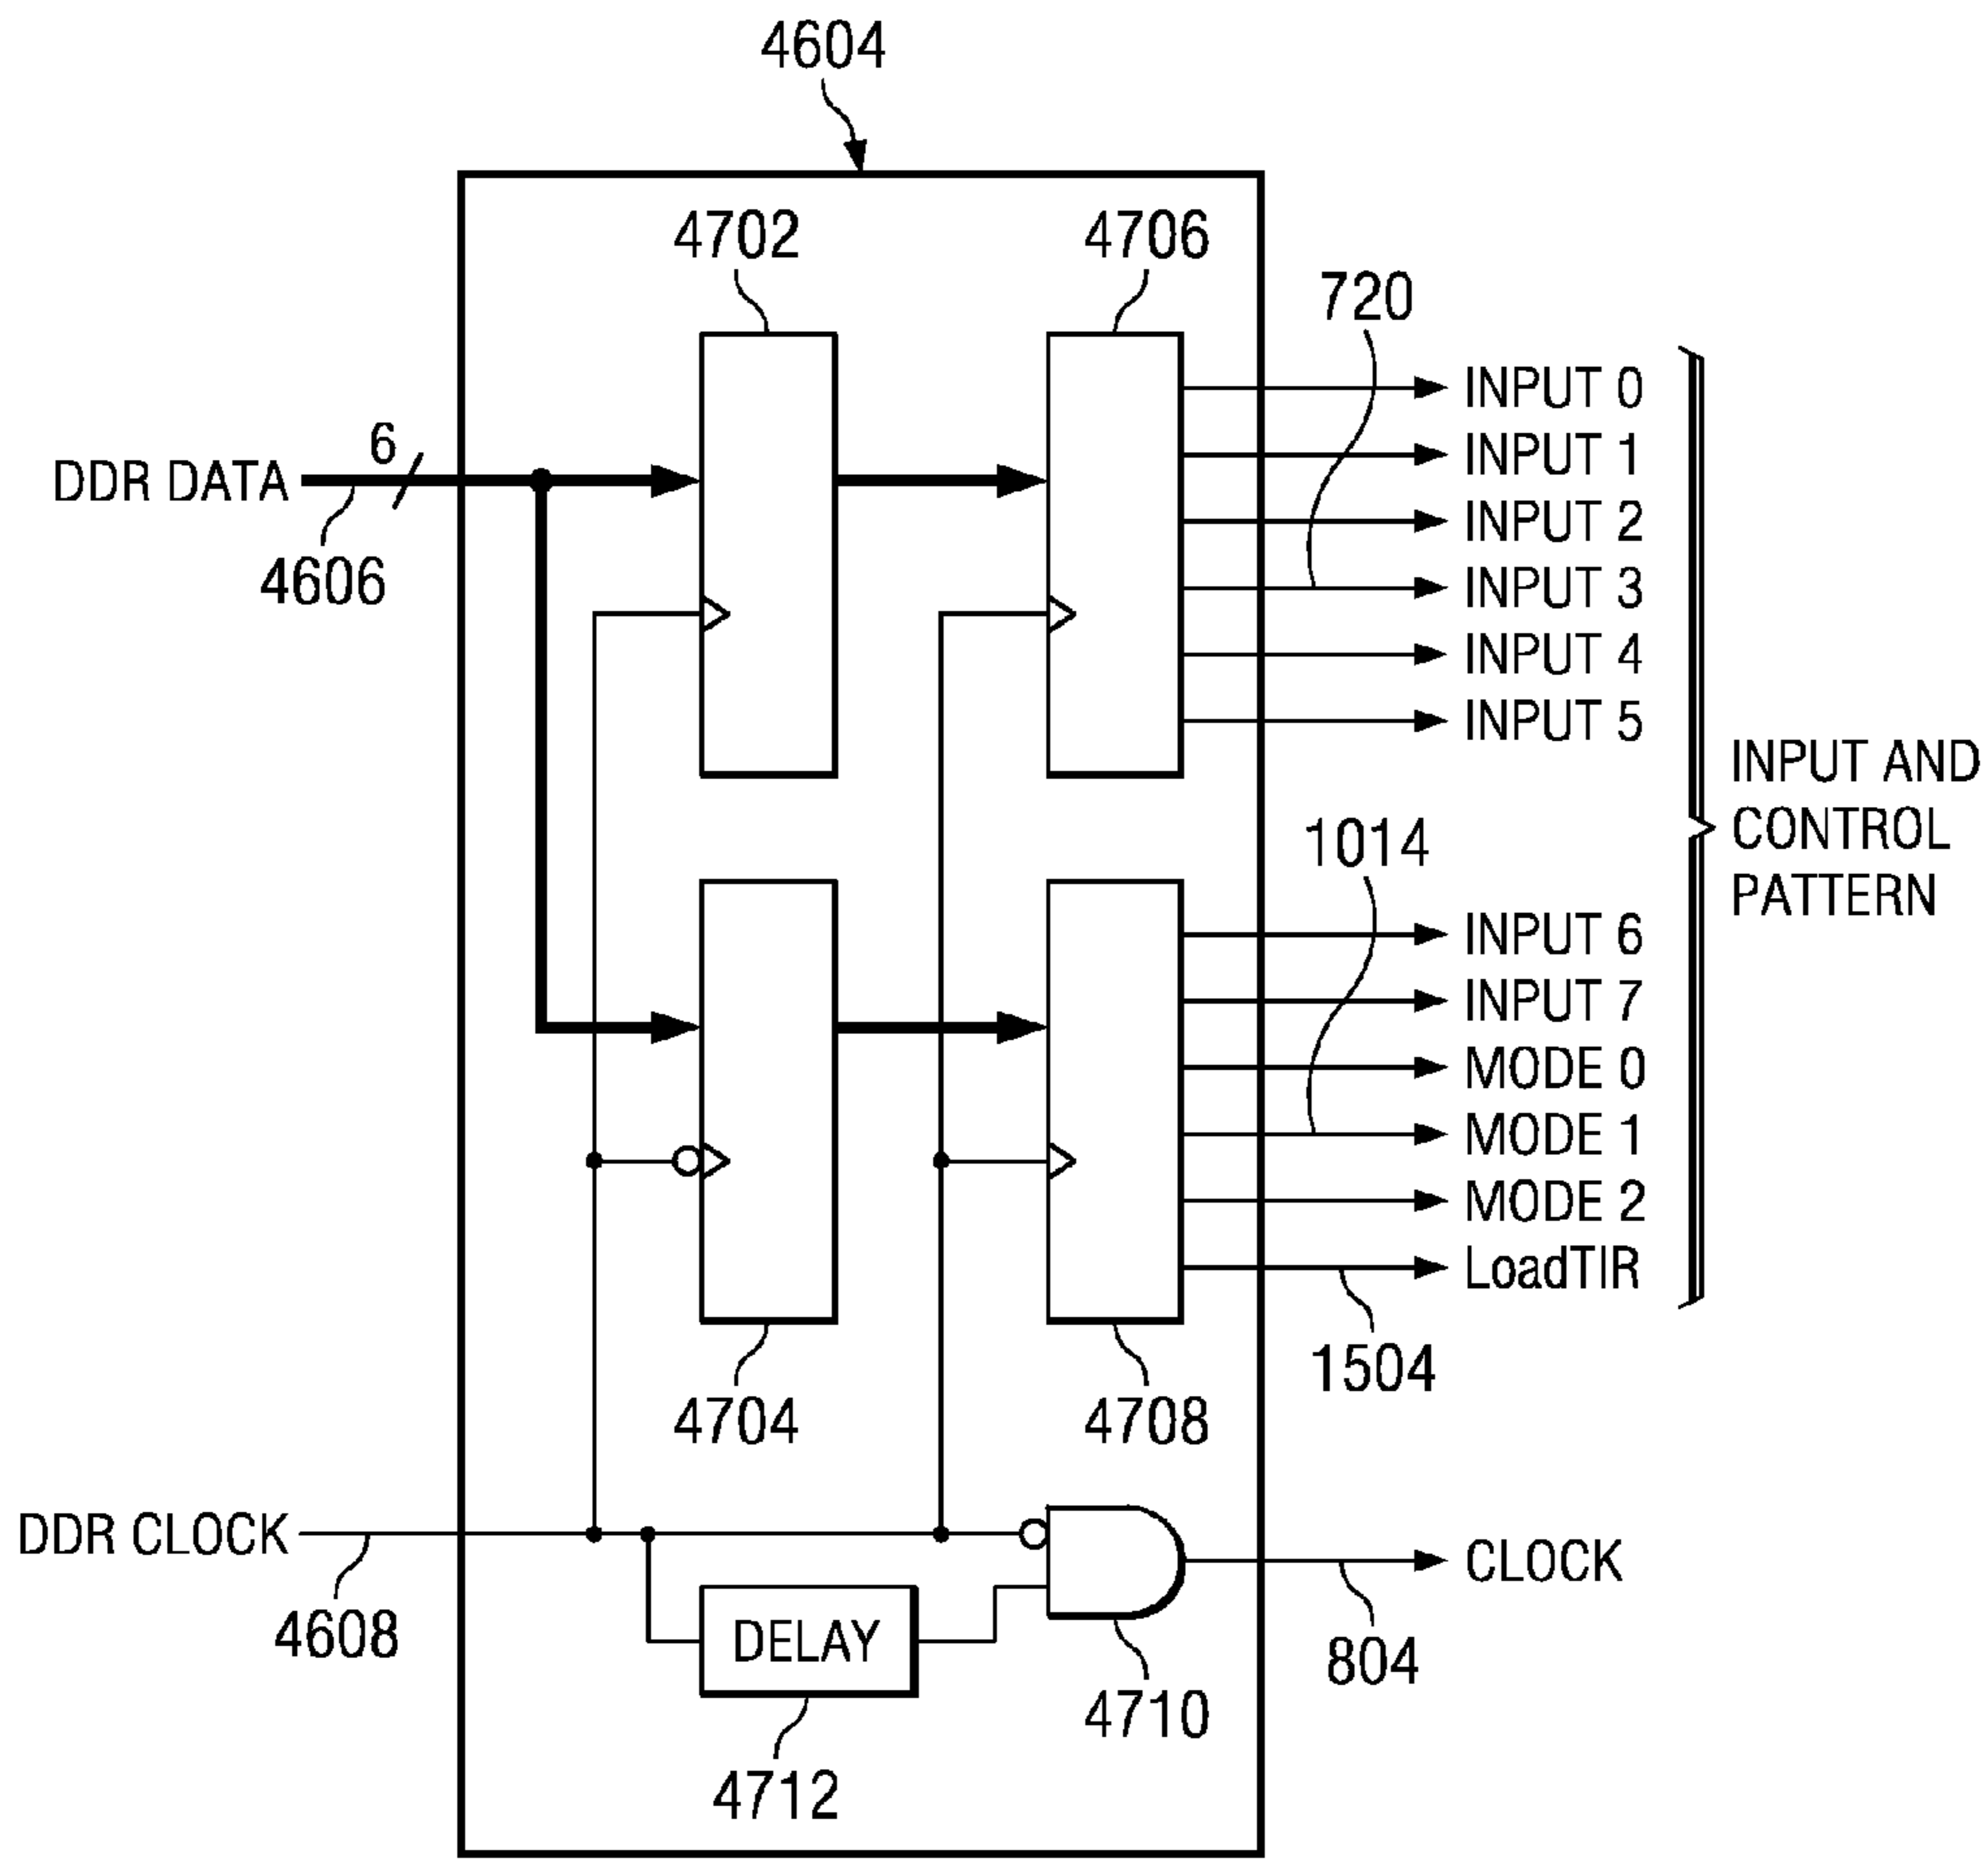 4604
4702
4706
720
INPUT 0
INPUT 1
INPUT 2
INPUT 3
INPUT 4
INPUT 5
6
DDR DATA
4606
INPUT AND
CONTROL
PATTERN
1014
INPUT 6
INPUT 7
MODE 0
MODE 1
MODE 2
LoadTIR
1504
4704
4708
DDR CLOCK
4608
DELAY
CLOCK
804
4710
4712